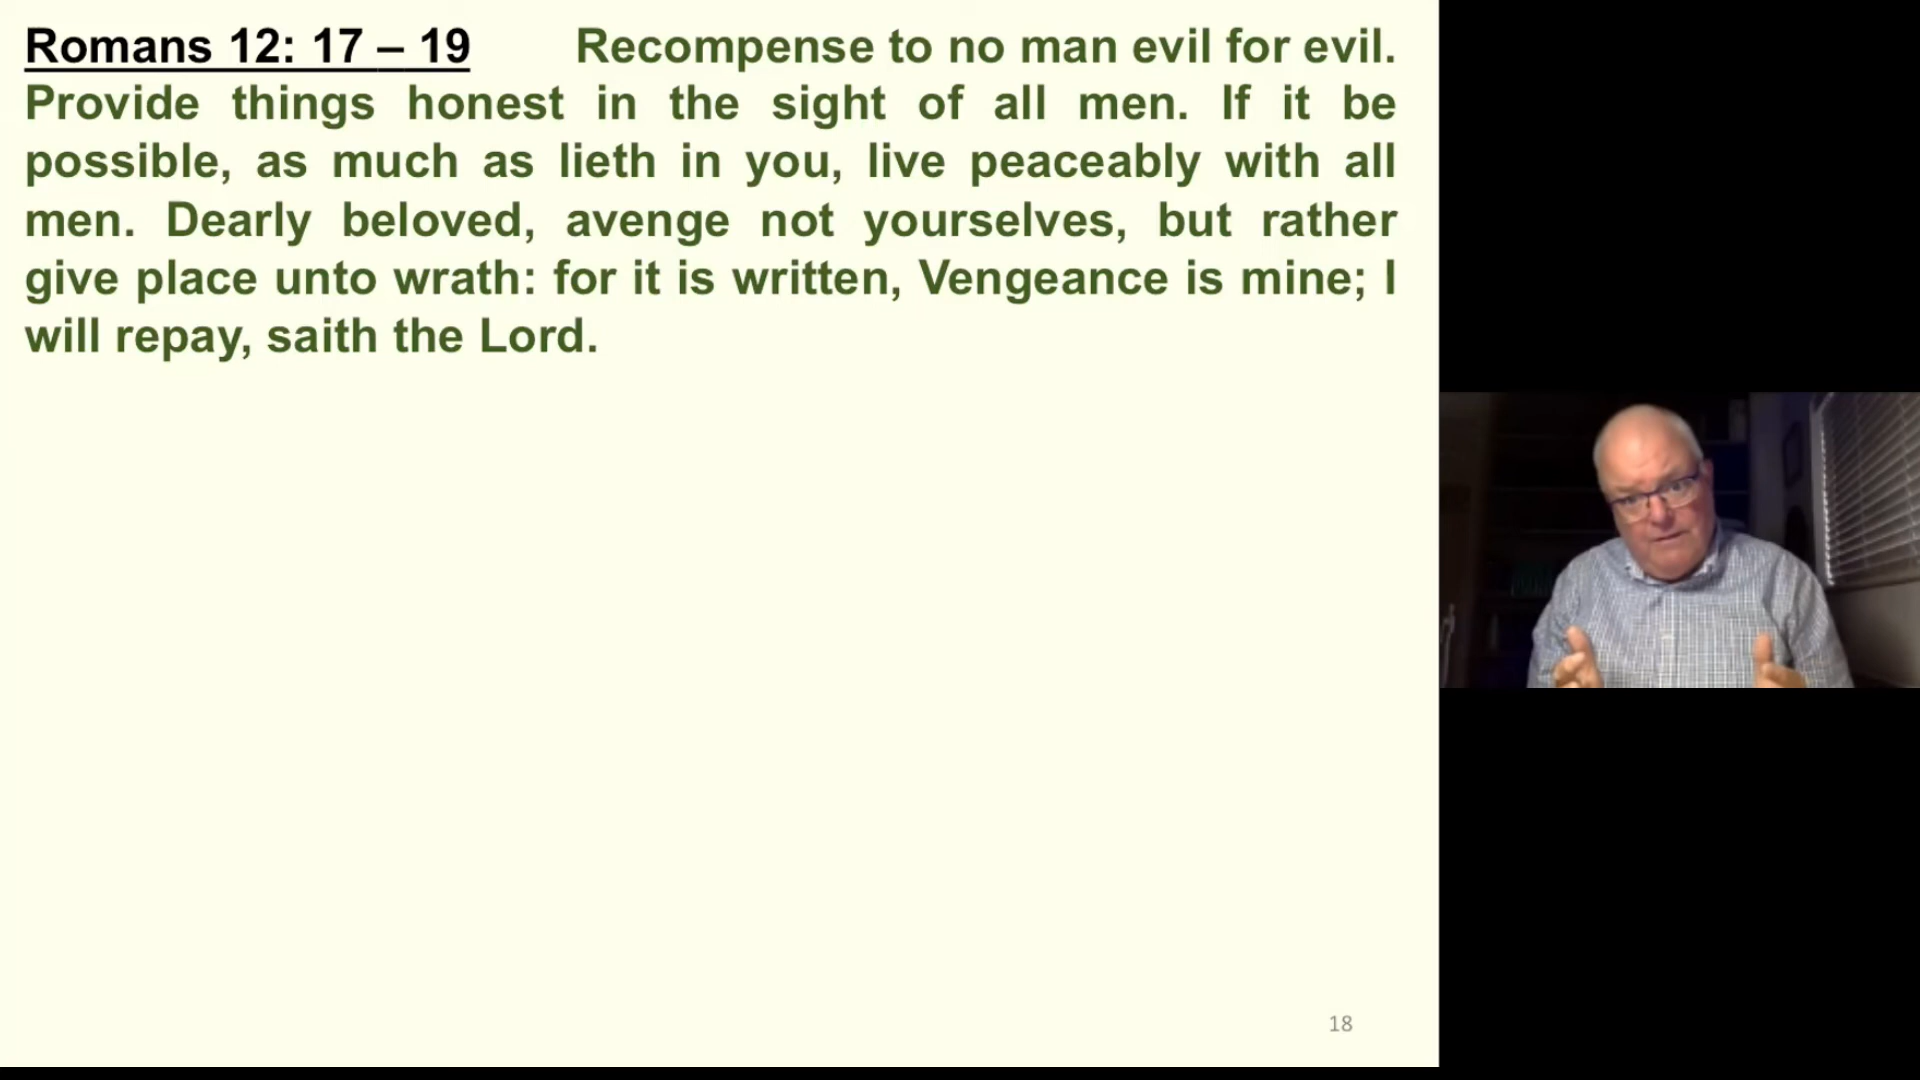 Romans 12: 17 – 19 Recompense to no man evil for evil.
Provide things honest in the sight of all men. If it be
possible, as much as lieth in you, live peaceably with all
men. Dearly beloved, avenge not yourselves, but rather
give place unto wrath: for it is written, Vengeance is mine; I
will repay, saith the Lord.
18